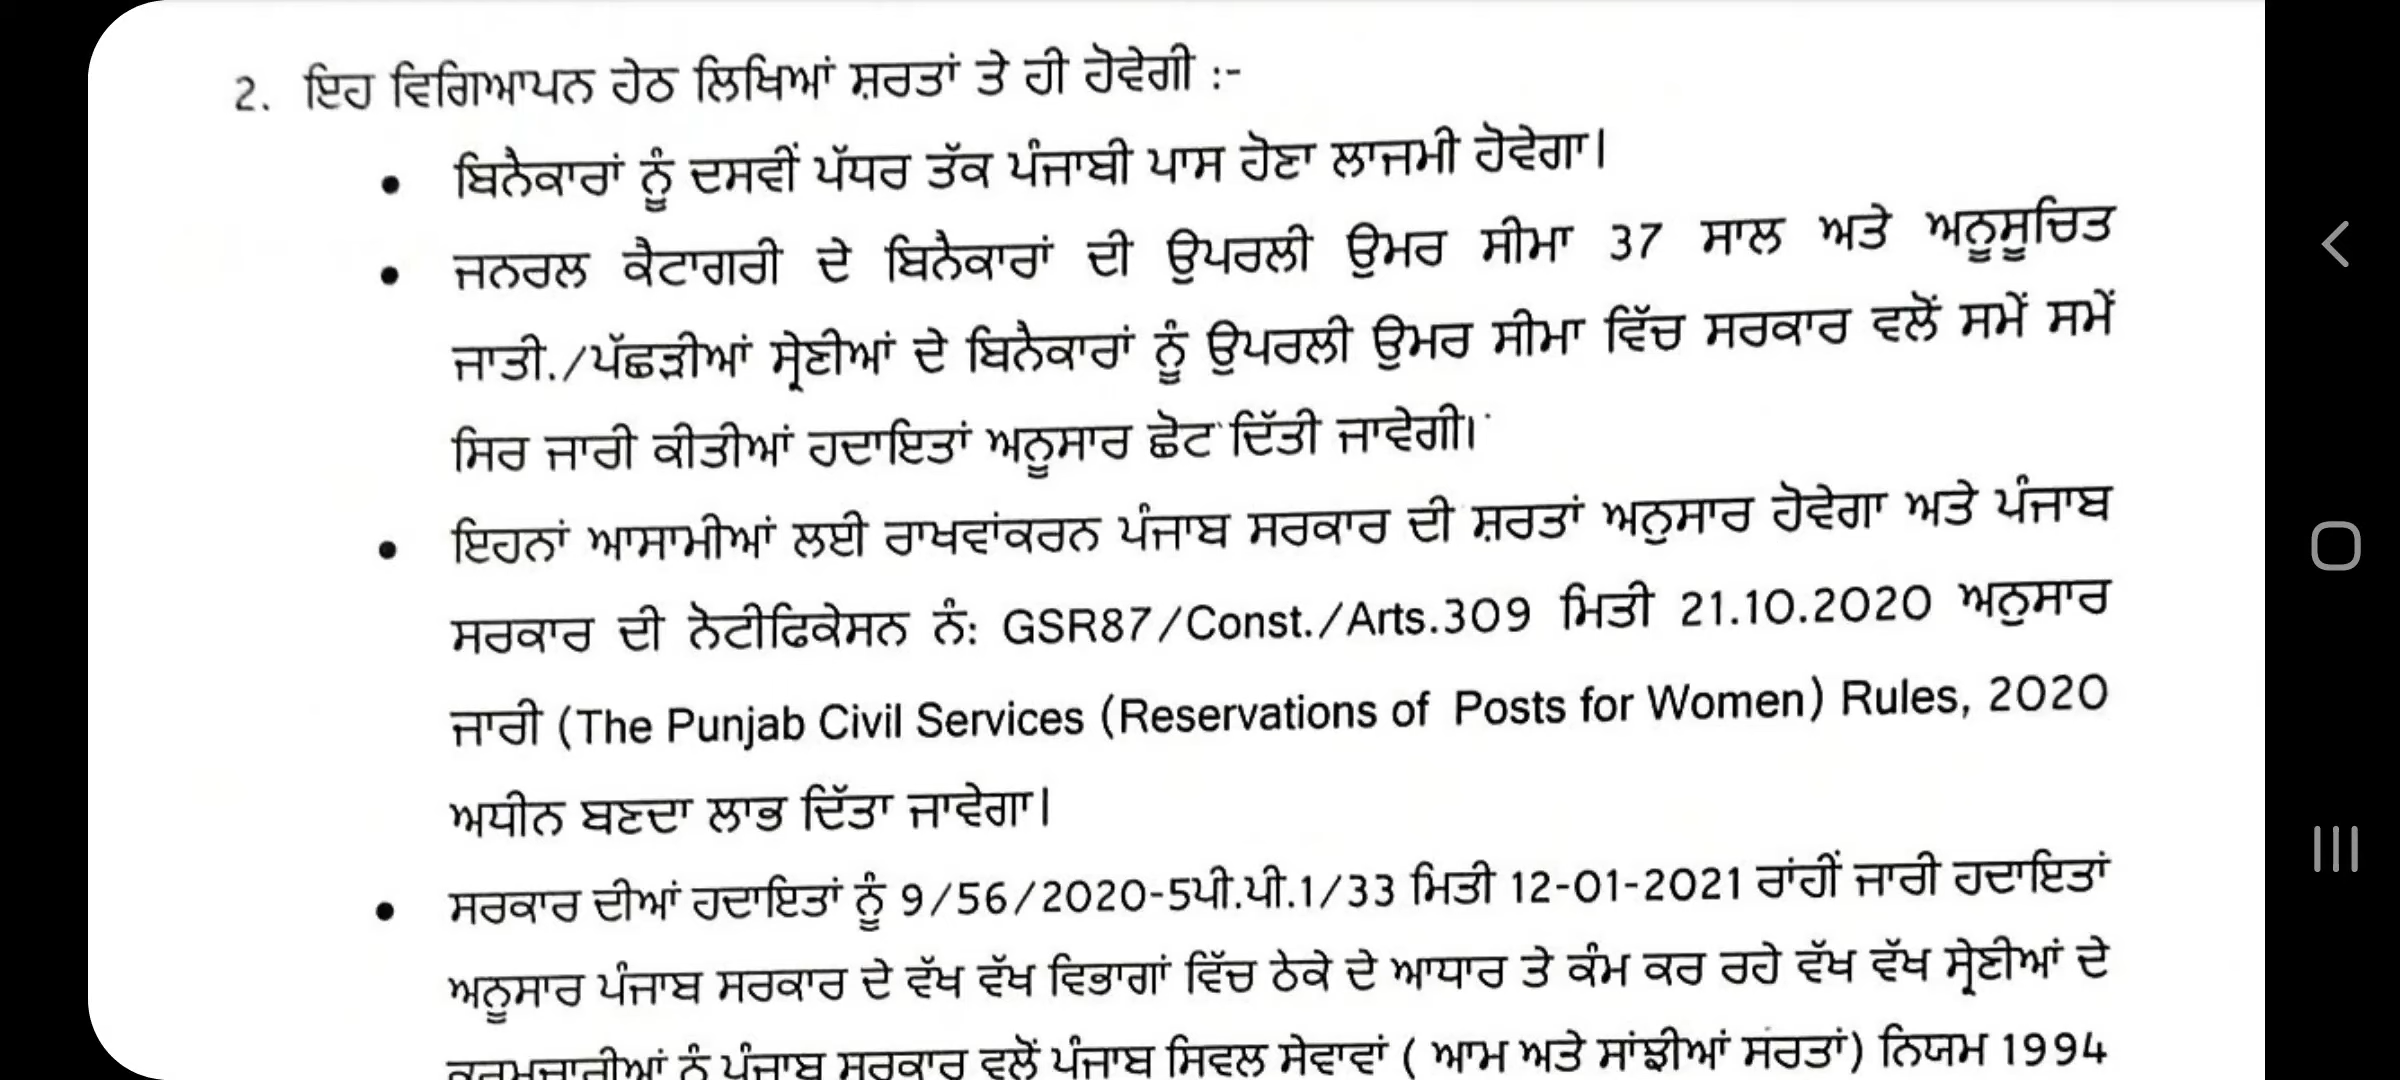 2. ਇਹ ਵਿਗਿਆਪਨ ਹੇਠ ਲਿਖਿਆਂ ਸ਼ਰਤਾਂ ਤੇ ਹੀ ਹੋਵੇਗੀ :-
• ਬਿਨੈਕਾਰਾਂ ਨੂੰ ਦਸਵੀਂ ਪੱਧਰ ਤੱਕ ਪੰਜਾਬੀ ਪਾਸ ਹੋਣਾ ਲਾਜਮੀ ਹੋਵੇਗਾ।
• ਜਨਰਲ ਕੈਟਾਗਰੀ ਦੇ ਬਿਨੈਕਾਰਾਂ ਦੀ ਉਪਰਲੀ ਉਮਰ ਸੀਮਾ 37 ਸਾਲ ਅਤੇ ਅਨੂਸੂਚਿਤ
ਜਾਤੀ./ਪੱਛੜੀਆਂ ਸ੍ਰੇਣੀਆਂ ਦੇ ਬਿਨੈਕਾਰਾਂ ਨੂੰ ਉਪਰਲੀ ਉਮਰ ਸੀਮਾ ਵਿੱਚ ਸਰਕਾਰ ਵਲੋਂ ਸਮੇਂ ਸਮੇਂ
ਸਿਰ ਜਾਰੀ ਕੀਤੀਆਂ ਹਦਾਇਤਾਂ ਅਨੂਸਾਰ ਛੋਟ ਦਿੱਤੀ ਜਾਵੇਗੀ।
• ਇਹਨਾਂ ਆਸਾਮੀਆਂ ਲਈ ਰਾਖਵਾਂਕਰਨ ਪੰਜਾਬ ਸਰਕਾਰ ਦੀ ਸ਼ਰਤਾਂ ਅਨੁਸਾਰ ਹੋਵੇਗਾ ਅਤੇ ਪੰਜਾਬ
ਸਰਕਾਰ ਦੀ ਨੋਟੀਫਿਕੇਸਨ ਨੰ: GSR87/Const./Arts.309 ਮਿਤੀ 21.10.2020 ਅਨੁਸਾਰ
ਜਾਰੀ (The Punjab Civil Services (Reservations of Posts for Women) Rules, 2020
ਅਧੀਨ ਬਣਦਾ ਲਾਭ ਦਿੱਤਾ ਜਾਵੇਗਾ।
• ਸਰਕਾਰ ਦੀਆਂ ਹਦਾਇਤਾਂ ਨੂੰ 9/56/2020-5ਪੀ.ਪੀ.1/33 ਮਿਤੀ 12-01-2021 ਰਾਂਹੀਂ ਜਾਰੀ ਹਦਾਇਤਾਂ
ਅਨੂਸਾਰ ਪੰਜਾਬ ਸਰਕਾਰ ਦੇ ਵੱਖ ਵੱਖ ਵਿਭਾਗਾਂ ਵਿੱਚ ਠੇਕੇ ਦੇ ਆਧਾਰ ਤੇ ਕੰਮ ਕਰ ਰਹੇ ਵੱਖ ਵੱਖ ਸ੍ਰੇਣੀਆਂ ਦੇ
ਕਰਮਚਾਰੀਆਂ ਨੂੰ ਪੰਜਾਬ ਸਰਕਾਰ ਵਲੋਂ ਪੰਜਾਬ ਸਿਵਲ ਸੇਵਾਵਾਂ ( ਆਮ ਅਤੇ ਸਾਂਝੀਆਂ ਸਰਤਾਂ) ਨਿਯਮ 1994